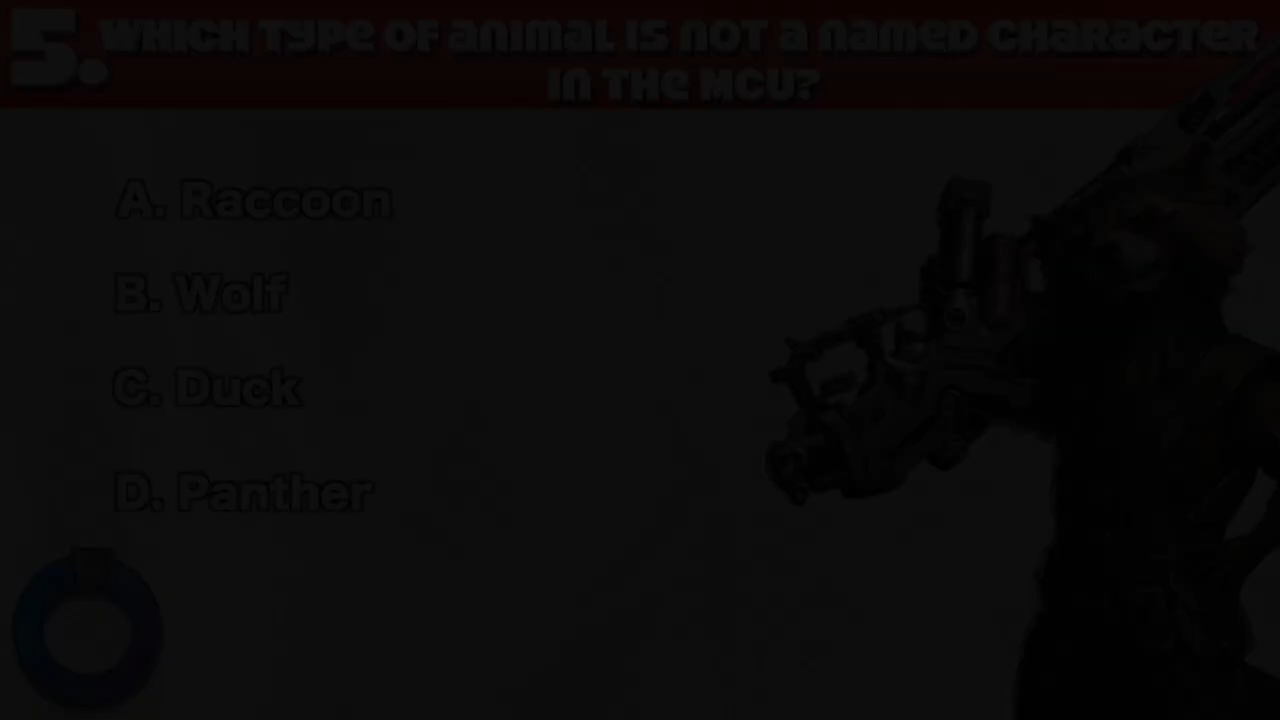 5. WHICH TYPE OF ANIMAL IS NOT A NAMED CHARACTER
IN THE MCU?
A. Raccoon
B. Wolf
C. Duck
D. Panther